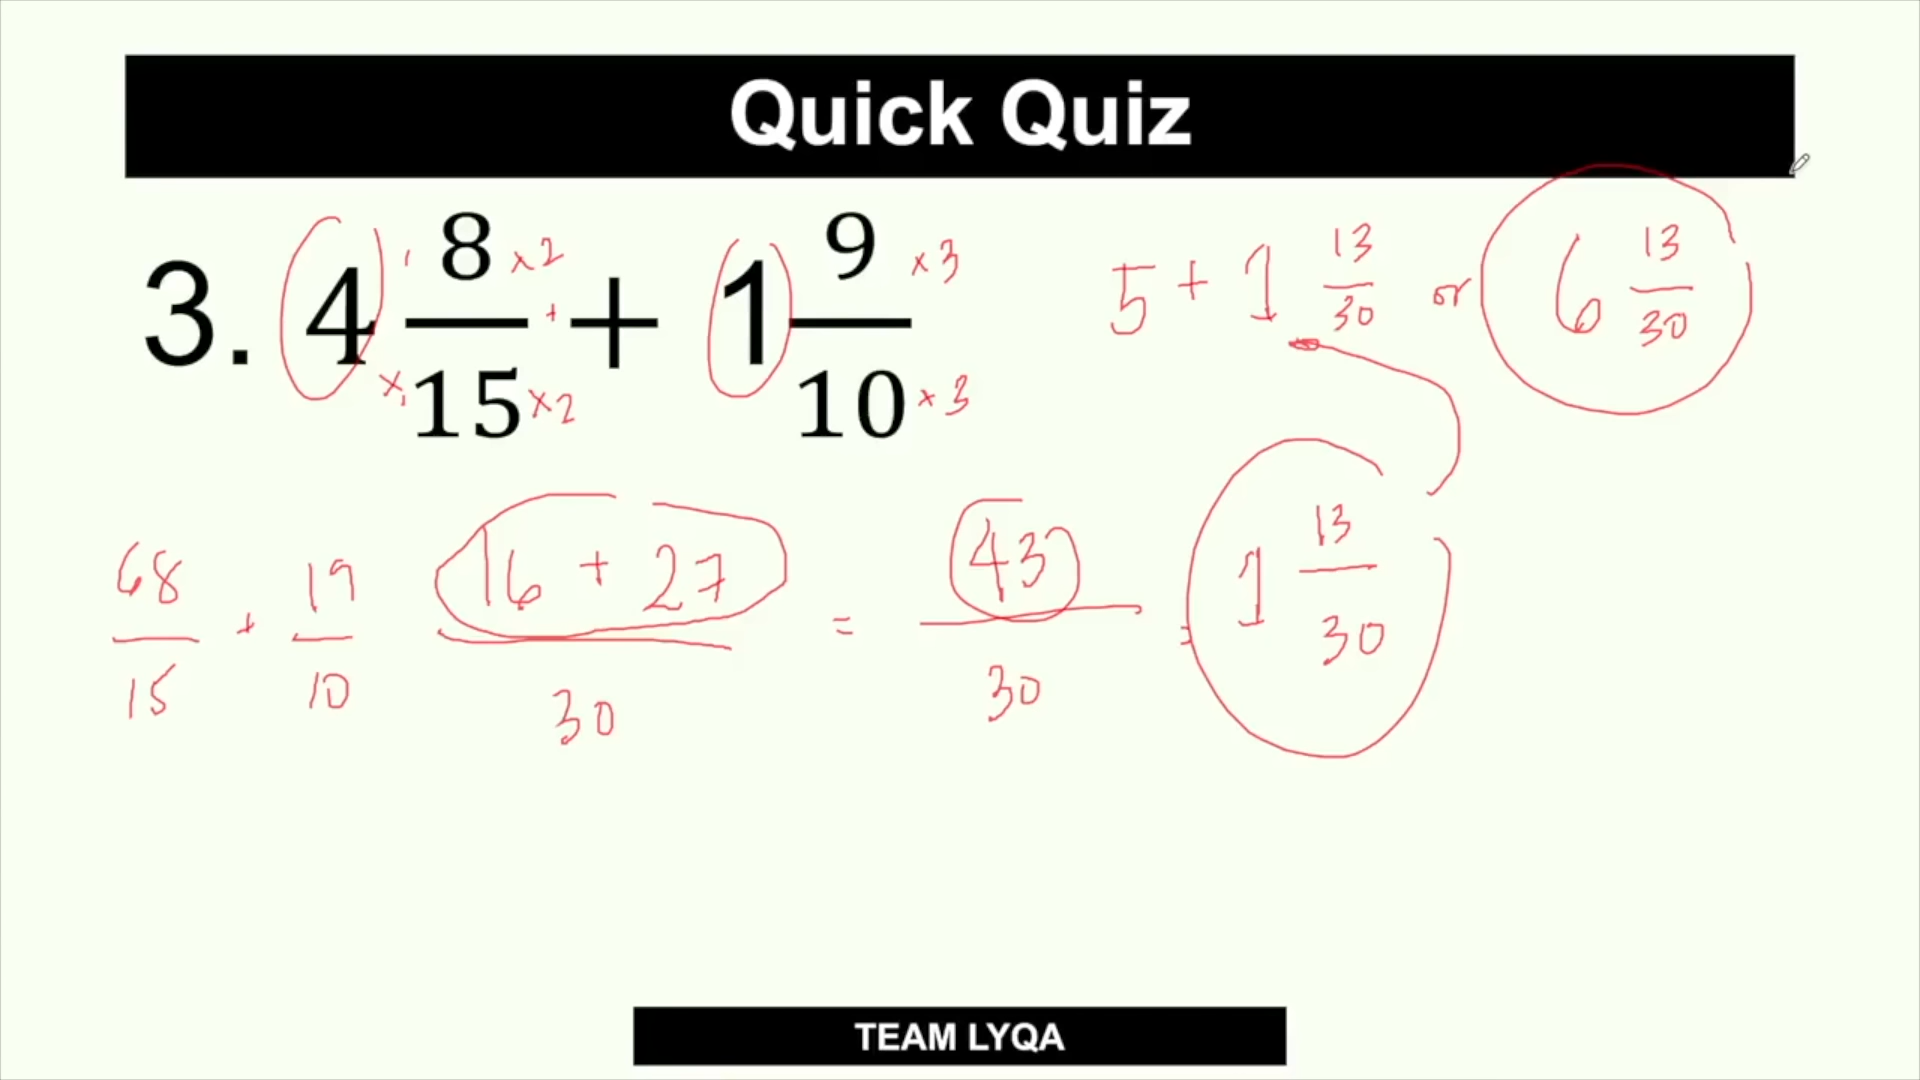 Quick Quiz
3. 4 8/15 + 1 9/10
×2 ×3
+
× ×2 ×3
5 + 1 13/30 or 6 13/30
68/15 + 19/10
16 + 27/30 = 43/30 = 1 13/30
TEAM LYQA